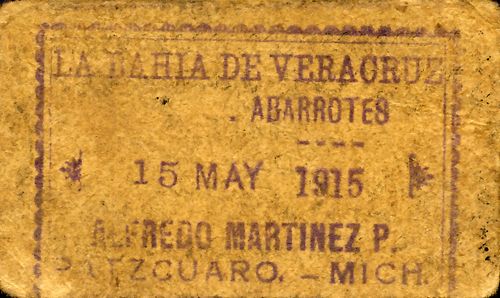 LA BAHIA DE VERACRUZ
. ABARROTES
----
15 MAY 1915
ALFREDO MARTINEZ P.
PATZCUARO. - MICH.